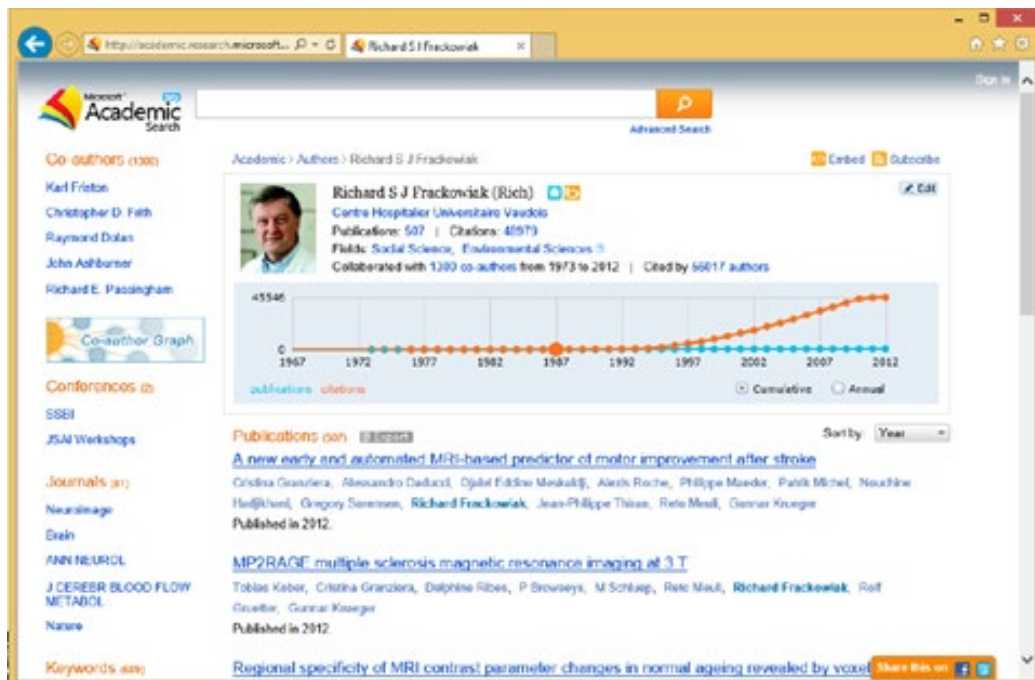 http://academic.research.microsoft...
Richard S J Frackowiak
Sign in
Microsoft
Academic
Search
Advanced Search
Co-authors (1300)
Karl Friston
Christopher D. Frith
Raymond Dolan
John Ashburner
Richard E. Passingham
Co-author Graph
Conferences (2)
SSBI
JSAI Workshops
Journals
Neuroimage
Brain
ANN NEUROL
J CEREBR BLOOD FLOW
METABOL
Nature
Keywords
Academic > Authors > Richard S J Frackowiak
Embed Subscribe
Richard S J Frackowiak (Rich)
Edit
Centre Hospitalier Universitaire Vaudois
Publications: 507 | Citations: 48979
Fields: Social Science, Environmental Sciences
Collaborated with 1300 co-authors from 1973 to 2012 | Cited by 56017 authors
45546
0
1967 1972 1977 1982 1987 1992 1997 2002 2007 2012
publications citations
Cumulative Annual
Publications (507) Export
Sort by: Year
A new early and automated MRI-based predictor of motor improvement after stroke
Cristina Granziera, Alessandro Daducci, Djalel Eddine Meskaldji, Alexis Roche, Philippe Maeder, Patrik Michel, Nouchine
Hadjikhani, Gregory Sorensen, Richard Frackowiak, Jean-Philippe Thiran, Reto Meuli, Gunnar Krueger
Published in 2012.
MP2RAGE multiple sclerosis magnetic resonance imaging at 3 T
Tobias Kober, Cristina Granziera, Delphine Ribes, P Browaeys, M Schluep, Reto Meuli, Richard Frackowiak, Rolf
Gruetter, Gunnar Krueger
Published in 2012.
Regional specificity of MRI contrast parameter changes in normal ageing revealed by voxel
Share this on